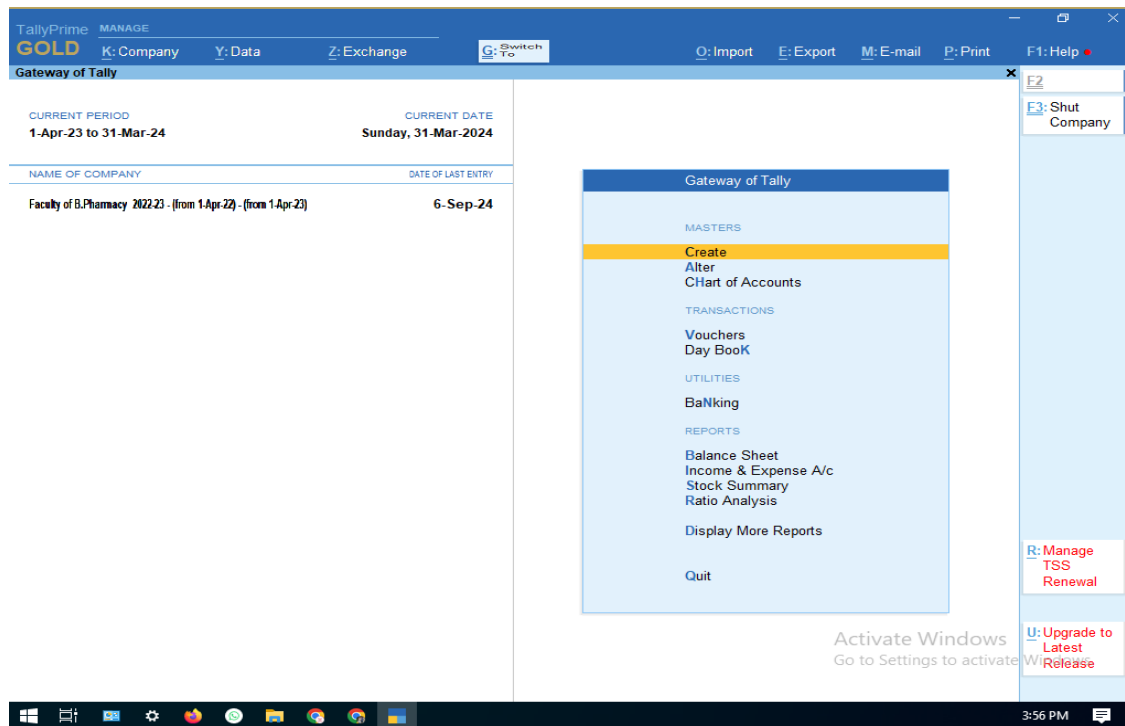 TallyPrime MANAGE
GOLD K: Company Y: Data Z: Exchange G: Switch To O: Import E: Export M: E-mail P: Print F1: Help
Gateway of Tally
F2
CURRENT PERIOD CURRENT DATE
1-Apr-23 to 31-Mar-24 Sunday, 31-Mar-2024
F3: Shut
Company
NAME OF COMPANY DATE OF LAST ENTRY
Faculty of B.Pharmacy 2022-23 - (from 1-Apr-22) - (from 1-Apr-23) 6-Sep-24
Gateway of Tally
MASTERS
Create
Alter
CHart of Accounts
TRANSACTIONS
Vouchers
Day BooK
UTILITIES
BaNking
REPORTS
Balance Sheet
Income & Expense A/c
Stock Summary
Ratio Analysis
Display More Reports
Quit
R: Manage
TSS
Renewal
U: Upgrade to
Latest
Release
Activate Windows
Go to Settings to activate Windows.
3:56 PM